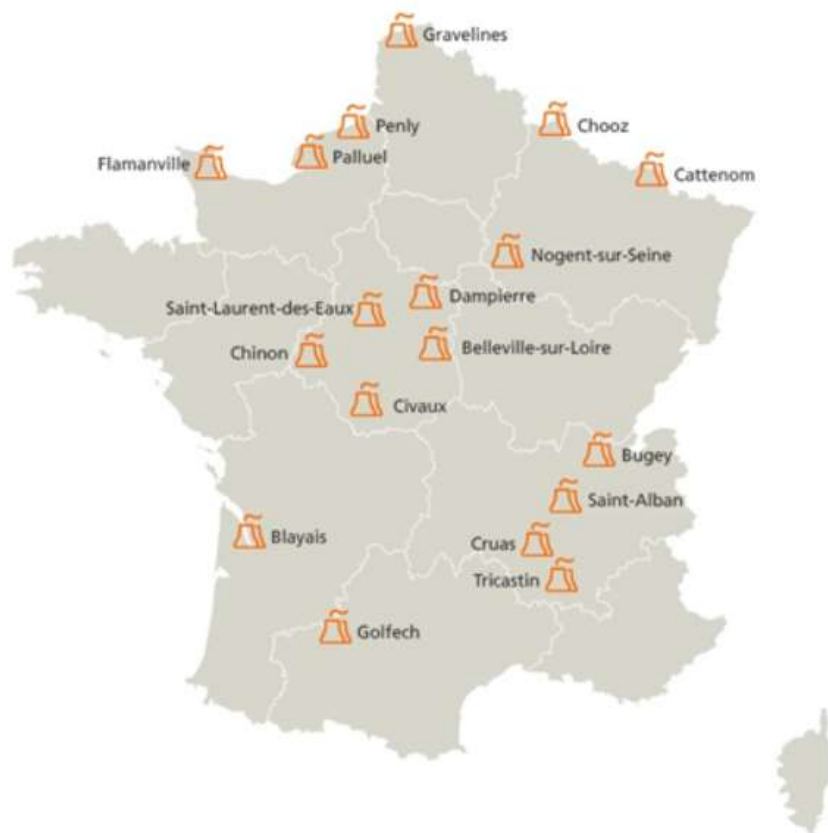 Gravelines
Penly
Chooz
Palluel
Flamanville
Cattenom
Nogent-sur-Seine
Dampierre
Saint-Laurent-des-Eaux
Belleville-sur-Loire
Chinon
Civaux
Bugey
Saint-Alban
Blayais
Cruas
Tricastin
Golfech